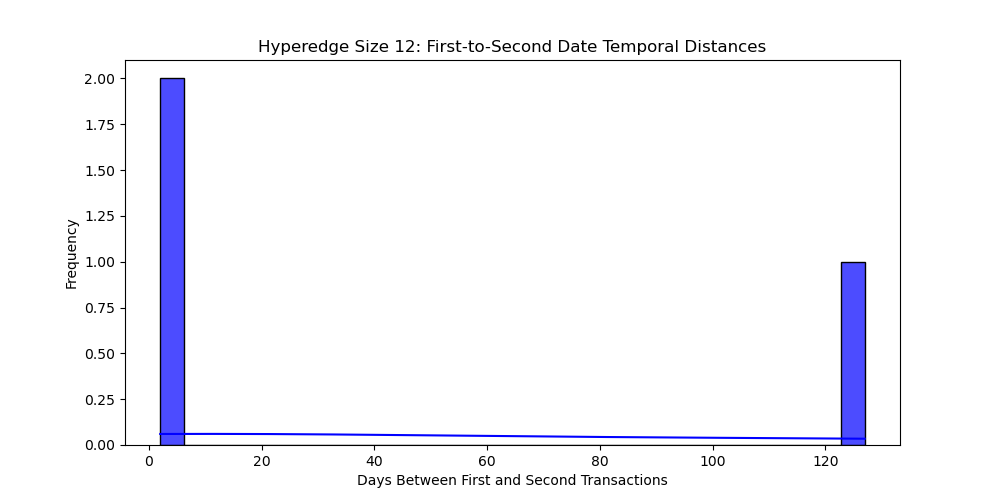 Hyperedge Size 12: First-to-Second Date Temporal Distances
Frequency
2.00
1.75
1.50
1.25
1.00
0.75
0.50
0.25
0.00
0 20 40 60 80 100 120
Days Between First and Second Transactions